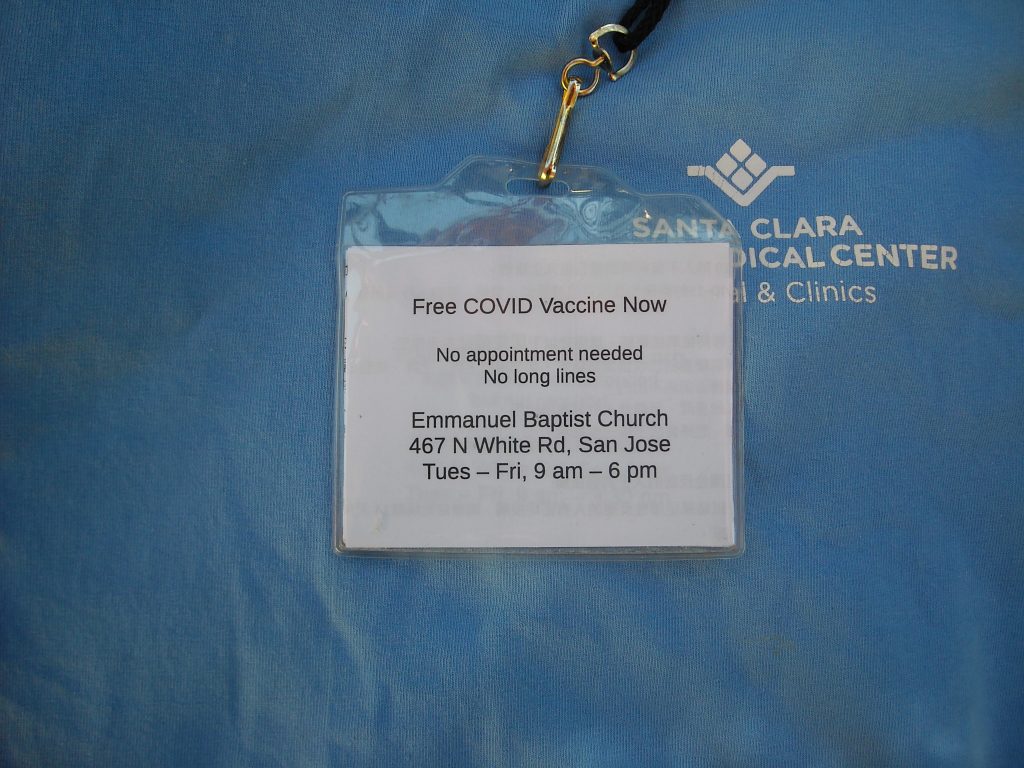 SANTA CLARA
DICAL CENTER
al & Clinics
Free COVID Vaccine Now
No appointment needed
No long lines
Emmanuel Baptist Church
467 N White Rd, San Jose
Tues – Fri, 9 am – 6 pm